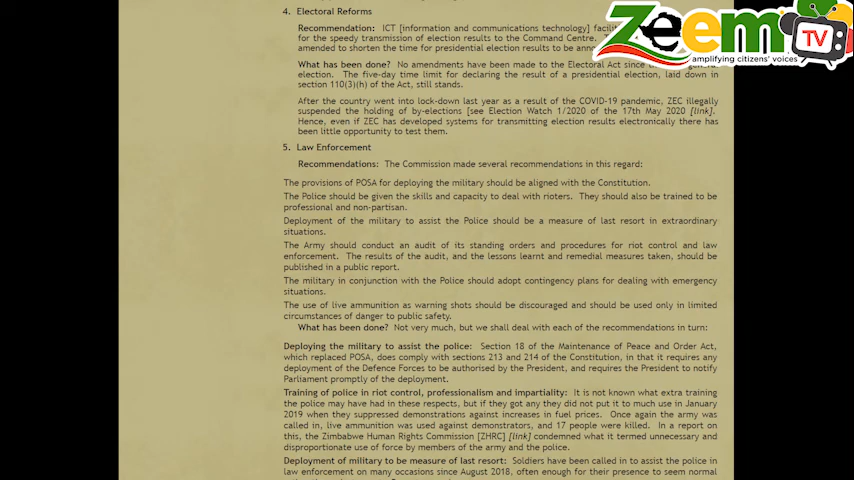 4. Electoral Reforms
Recommendation: ICT [information and communications technology]
for the speedy transmission of election results to the Command Centre.
amended to shorten the time for presidential election results to be
What has been done? No amendments have been made to the Electoral Act since
election. The five-day time limit for declaring the result of a presidential election, laid down in
section 110(3)(h) of the Act, still stands.
After the country went into lock-down last year as a result of the COVID-19 pandemic, ZEC illegally
suspended the holding of by-elections [see Election Watch 1/2020 of the 17th May 2020 [link].
Hence, even if ZEC has developed systems for transmitting election results electronically there has
been little opportunity to test them.
5. Law Enforcement
Recommendations: The Commission made several recommendations in this regard:
The provisions of POSA for deploying the military should be aligned with the Constitution.
The Police should be given the skills and capacity to deal with rioters. They should also be trained to be
professional and non-partisan.
Deployment of the military to assist the Police should be a measure of last resort in extraordinary
situations.
The Army should conduct an audit of its standing orders and procedures for riot control and law
enforcement. The results of the audit, and the lessons learnt and remedial measures taken, should be
published in a public report.
The military in conjunction with the Police should adopt contingency plans for dealing with emergency
situations.
The use of live ammunition as warning shots should be discouraged and should be used only in limited
circumstances of danger to public safety.
What has been done? Not very much, but we shall deal with each of the recommendations in turn:
Deploying the military to assist the police: Section 18 of the Maintenance of Peace and Order Act,
which replaced POSA, does comply with sections 213 and 214 of the Constitution, in that it requires any
deployment of the Defence Forces to be authorised by the President, and requires the President to notify
Parliament promptly of the deployment.
Training of police in riot control, professionalism and impartiality: It is not known what extra training
the police may have had in these respects, but if they got any they did not put it to much use in January
2019 when they suppressed demonstrations against increases in fuel prices. Once again the army was
called in, live ammunition was used against demonstrators, and 17 people were killed. In a report on
this, the Zimbabwe Human Rights Commission [ZHRC] [link] condemned what it termed unnecessary and
disproportionate use of force by members of the army and the police.
Deployment of military to be measure of last resort: Soldiers have been called in to assist the police in
law enforcement on many occasions since August 2018, often enough for their presence to seem normal
Zeem
TV
amplifying citizens' voices